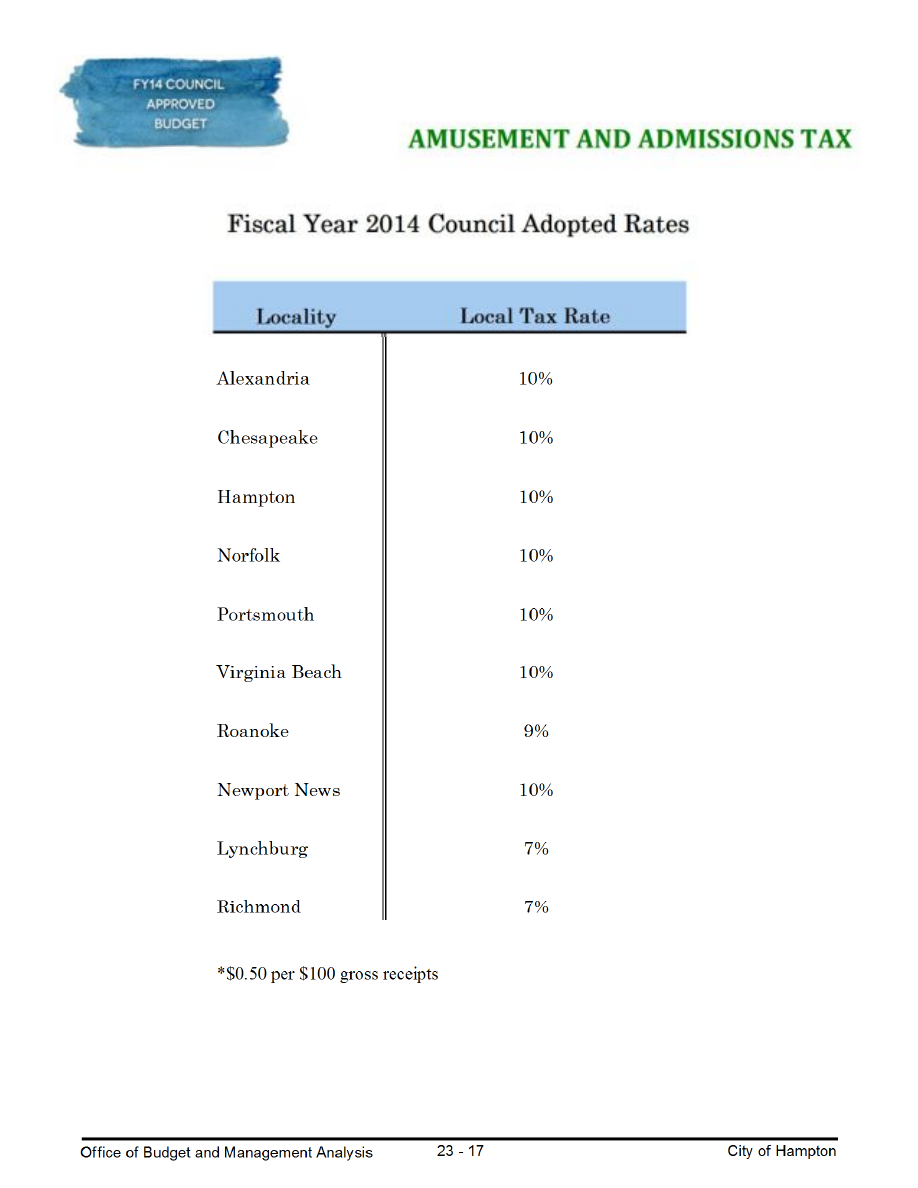 FY14 COUNCIL
APPROVED
BUDGET
AMUSEMENT AND ADMISSIONS TAX
Fiscal Year 2014 Council Adopted Rates
Locality Local Tax Rate
Alexandria 10%
Chesapeake 10%
Hampton 10%
Norfolk 10%
Portsmouth 10%
Virginia Beach 10%
Roanoke 9%
Newport News 10%
Lynchburg 7%
Richmond 7%
*$0.50 per $100 gross receipts
Office of Budget and Management Analysis 23 - 17 City of Hampton